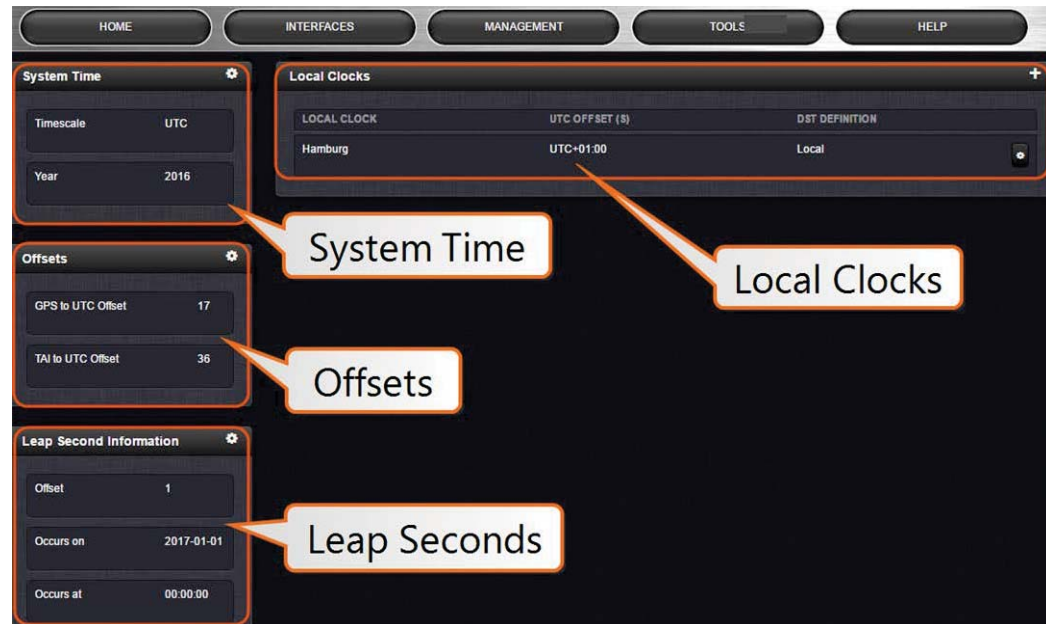 HOME INTERFACES MANAGEMENT TOOLS HELP
System Time
Timescale UTC
Year 2016
Local Clocks
LOCAL CLOCK UTC OFFSET (S) DST DEFINITION
Hamburg UTC+01:00 Local
System Time
Local Clocks
Offsets
GPS to UTC Offset 17
TAI to UTC Offset 36
Offsets
Leap Second Information
Offset 1
Occurs on 2017-01-01
Occurs at 00:00:00
Leap Seconds